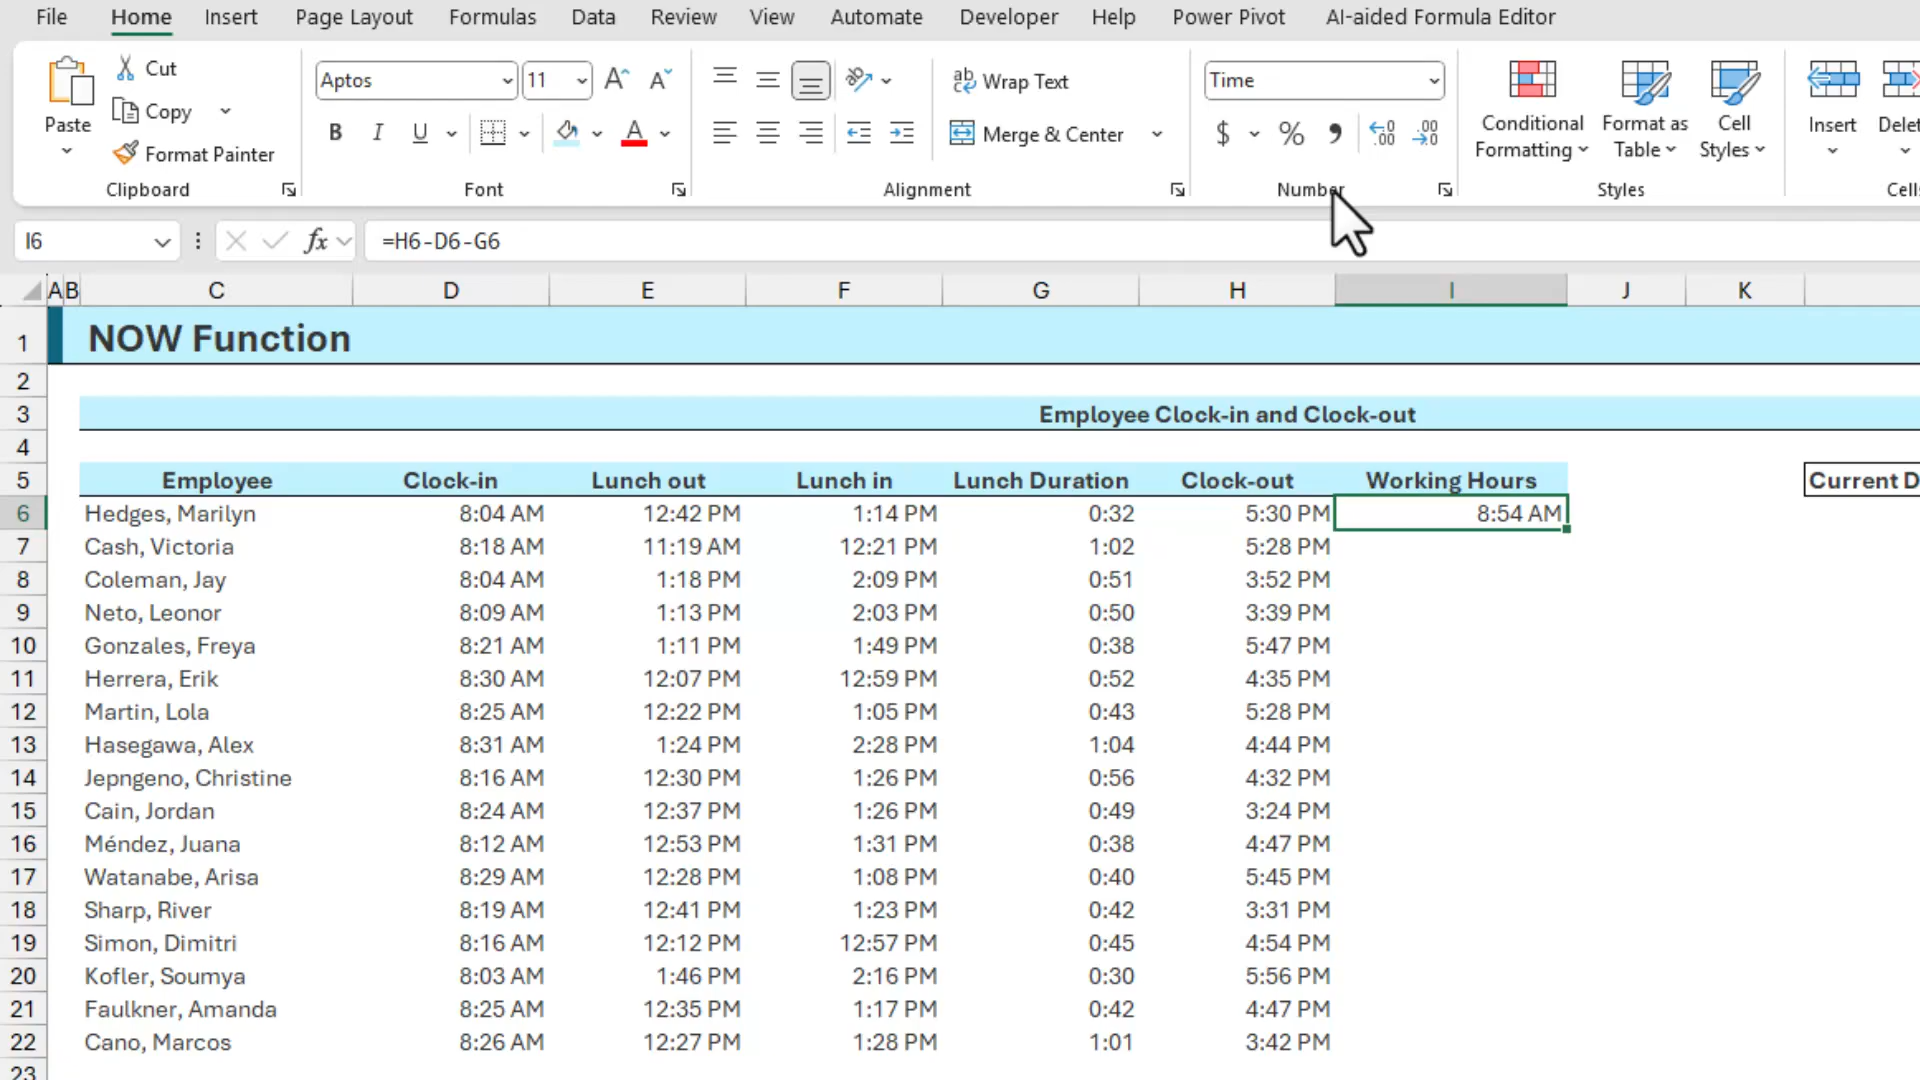 File Home Insert Page Layout Formulas Data Review View Automate Developer Help Power Pivot AI-aided Formula Editor
Paste
Cut
Copy
Format Painter
Clipboard
Aptos 11
B I U
Font
Wrap Text
Merge & Center
Alignment
Time
$ % ,
Number
Conditional Formatting
Format as Table
Cell Styles
Styles
Insert
Cells
I6 fx =H6-D6-G6
A B C D E F G H I J K
1 NOW Function
2
3 Employee Clock-in and Clock-out
4
5 Employee Clock-in Lunch out Lunch in Lunch Duration Clock-out Working Hours Current D
6 Hedges, Marilyn 8:04 AM 12:42 PM 1:14 PM 0:32 5:30 PM 8:54 AM
7 Cash, Victoria 8:18 AM 11:19 AM 12:21 PM 1:02 5:28 PM
8 Coleman, Jay 8:04 AM 1:18 PM 2:09 PM 0:51 3:52 PM
9 Neto, Leonor 8:09 AM 1:13 PM 2:03 PM 0:50 3:39 PM
10 Gonzales, Freya 8:21 AM 1:11 PM 1:49 PM 0:38 5:47 PM
11 Herrera, Erik 8:30 AM 12:07 PM 12:59 PM 0:52 4:35 PM
12 Martin, Lola 8:25 AM 12:22 PM 1:05 PM 0:43 5:28 PM
13 Hasegawa, Alex 8:31 AM 1:24 PM 2:28 PM 1:04 4:44 PM
14 Jepngeno, Christine 8:16 AM 12:30 PM 1:26 PM 0:56 4:32 PM
15 Cain, Jordan 8:24 AM 12:37 PM 1:26 PM 0:49 3:24 PM
16 Méndez, Juana 8:12 AM 12:53 PM 1:31 PM 0:38 4:47 PM
17 Watanabe, Arisa 8:29 AM 12:28 PM 1:08 PM 0:40 5:45 PM
18 Sharp, River 8:19 AM 12:41 PM 1:23 PM 0:42 3:31 PM
19 Simon, Dimitri 8:16 AM 12:12 PM 12:57 PM 0:45 4:54 PM
20 Kofler, Soumya 8:03 AM 1:46 PM 2:16 PM 0:30 5:56 PM
21 Faulkner, Amanda 8:25 AM 12:35 PM 1:17 PM 0:42 4:47 PM
22 Cano, Marcos 8:26 AM 12:27 PM 1:28 PM 1:01 3:42 PM
23